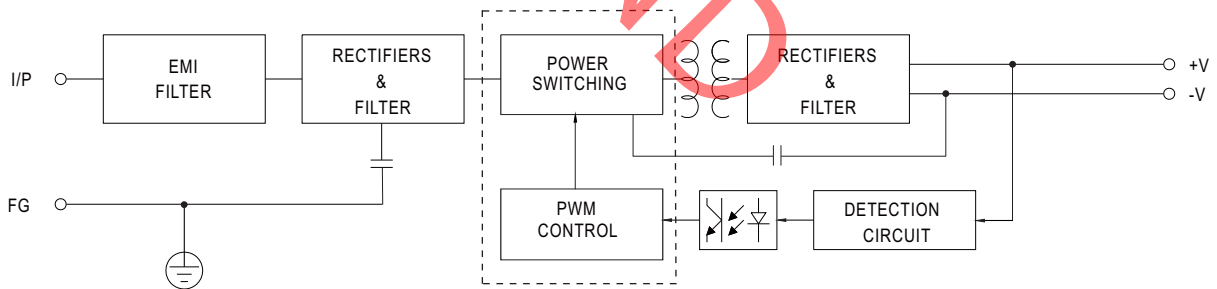 I/P
EMI
FILTER
RECTIFIERS
&
FILTER
POWER
SWITCHING
RECTIFIERS
&
FILTER
+V
-V
FG
PWM
CONTROL
DETECTION
CIRCUIT